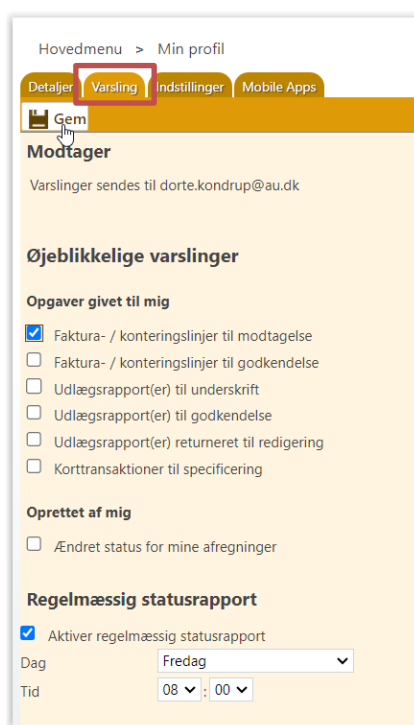 Hovedmenu > Min profil
Detaljer Varsling Indstillinger Mobile Apps
Gem
Modtager
Varslinger sendes til dorte.kondrup@au.dk
Øjeblikkelige varslinger
Opgaver givet til mig
Faktura- / konteringslinjer til modtagelse
Faktura- / konteringslinjer til godkendelse
Udlægsrapport(er) til underskrift
Udlægsrapport(er) til godkendelse
Udlægsrapport(er) returneret til redigering
Korttransaktioner til specificering
Oprettet af mig
Ændret status for mine afregninger
Regelmæssig statusrapport
Aktiver regelmæssig statusrapport
Dag Fredag
Tid 08 : 00